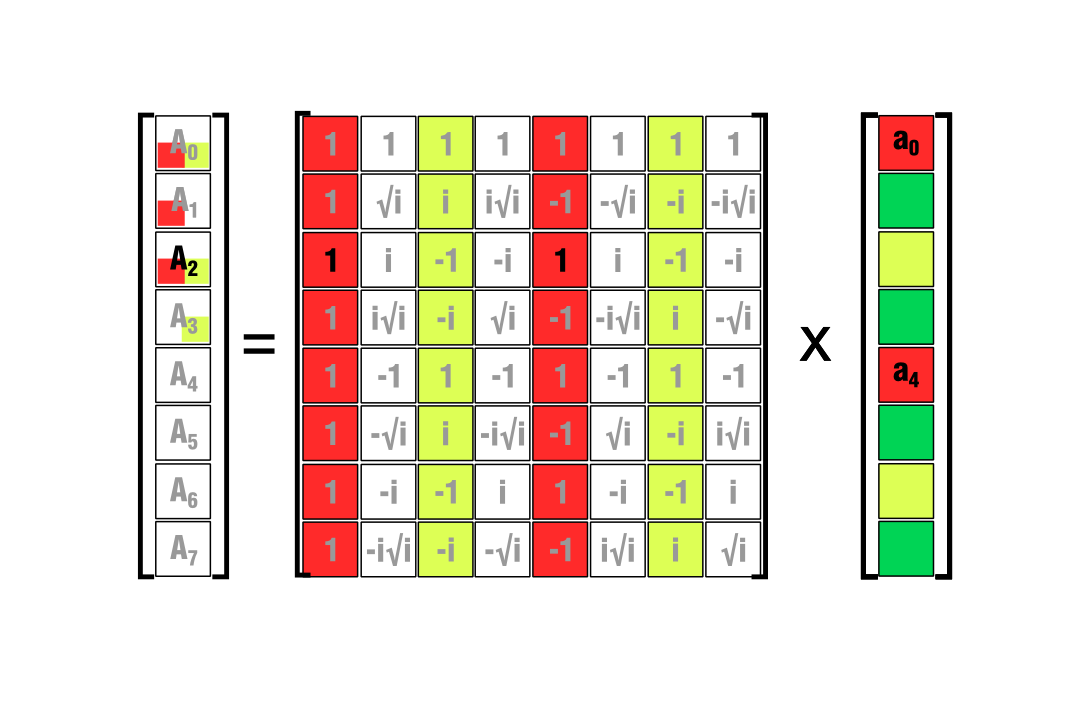 A0 1 1 1 1 1 1 1 1 a0
A1 1 √i i i√i -1 -√i -i -i√i
A2 1 i -1 -i 1 i -1 -i
A3 1 i√i -i √i -1 -i√i i -√i
= x
A4 1 -1 1 -1 1 -1 1 -1 a4
A5 1 -√i i -i√i -1 √i -i i√i
A6 1 -i -1 i 1 -i -1 i
A7 1 -i√i -i -√i -1 i√i i √i